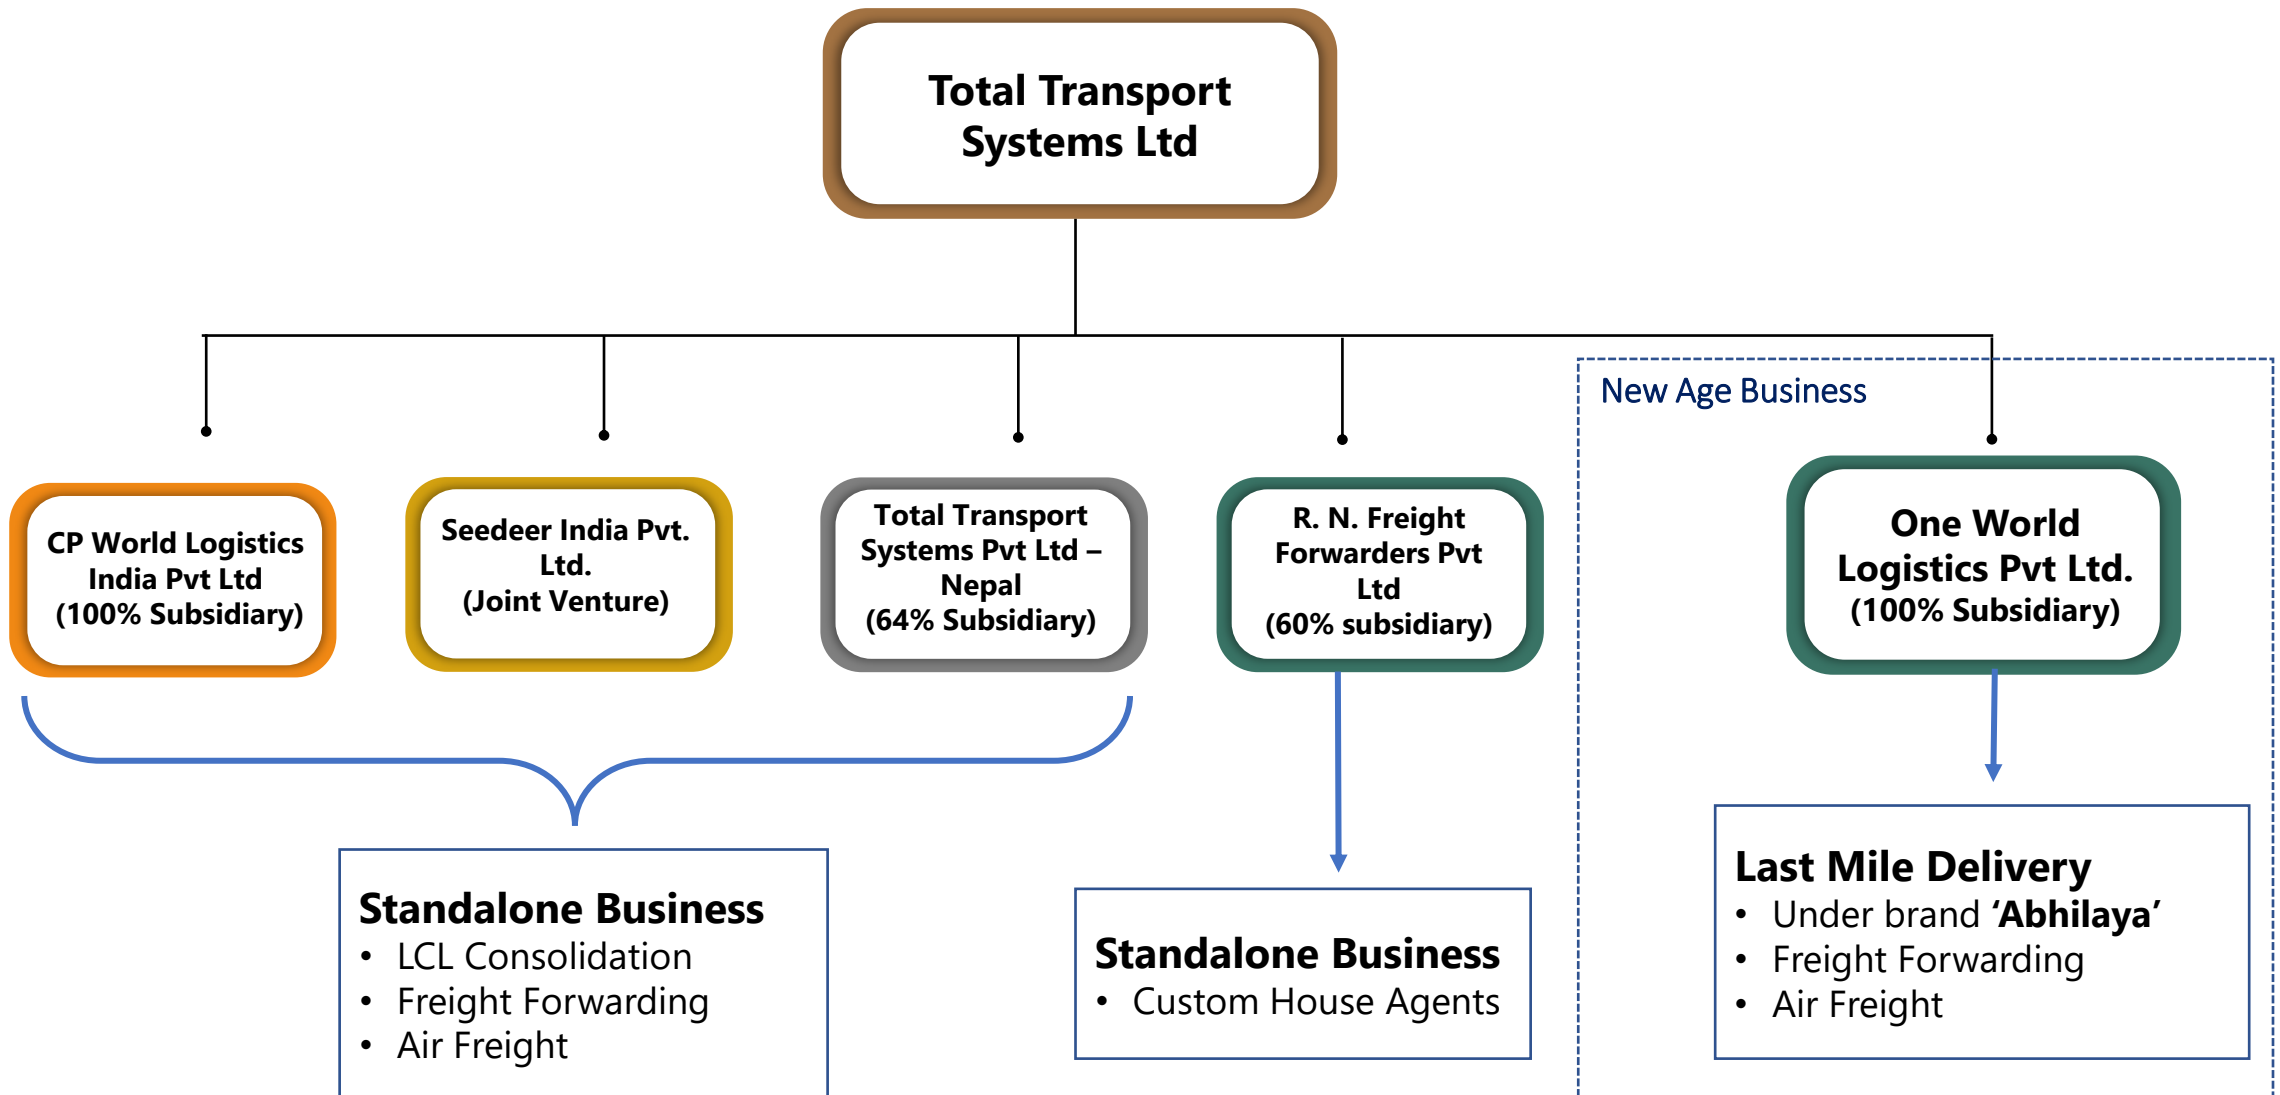 Total Transport
Systems Ltd
New Age Business
CP World Logistics
India Pvt Ltd
(100% Subsidiary)
Seedeer India Pvt.
Ltd.
(Joint Venture)
Total Transport
Systems Pvt Ltd –
Nepal
(64% Subsidiary)
R. N. Freight
Forwarders Pvt
Ltd
(60% subsidiary)
One World
Logistics Pvt Ltd.
(100% Subsidiary)
Standalone Business
• LCL Consolidation
• Freight Forwarding
• Air Freight
Standalone Business
• Custom House Agents
Last Mile Delivery
• Under brand ‘Abhilaya’
• Freight Forwarding
• Air Freight